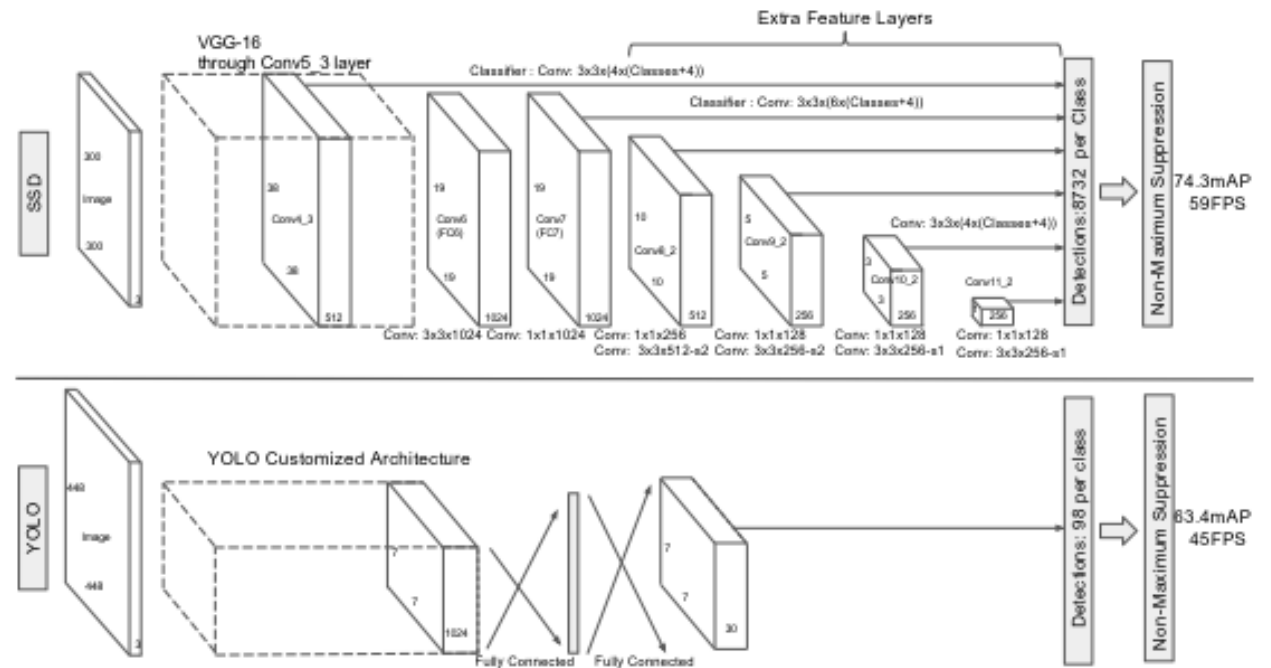 Extra Feature Layers
VGG-16
through Conv5_3 layer
Classifier : Conv: 3x3x(4x(Classes+4))
Classifier : Conv: 3x3x(6x(Classes+4))
SSD
300
Image
300
3
38
Conv4_3
38
512
19
Conv6
(FC6)
19
1024
19
Conv7
(FC7)
19
1024
10
Conv8_2
10
512
5
Conv9_2
5
256
Conv: 3x3x(4x(Classes+4))
3
Conv10_2
3
256
Conv11_2
256
Conv: 3x3x1024
Conv: 1x1x1024
Conv: 1x1x256
Conv: 3x3x512-s2
Conv: 1x1x128
Conv: 3x3x256-s2
Conv: 1x1x128
Conv: 3x3x256-s1
Conv: 1x1x128
Conv: 3x3x256-s1
Detections:8732 per Class
Non-Maximum Suppression
74.3mAP
59FPS
YOLO
448
Image
448
3
YOLO Customized Architecture
7
7
1024
Fully Connected
Fully Connected
7
7
30
Detections: 98 per class
Non-Maximum Suppression
63.4mAP
45FPS